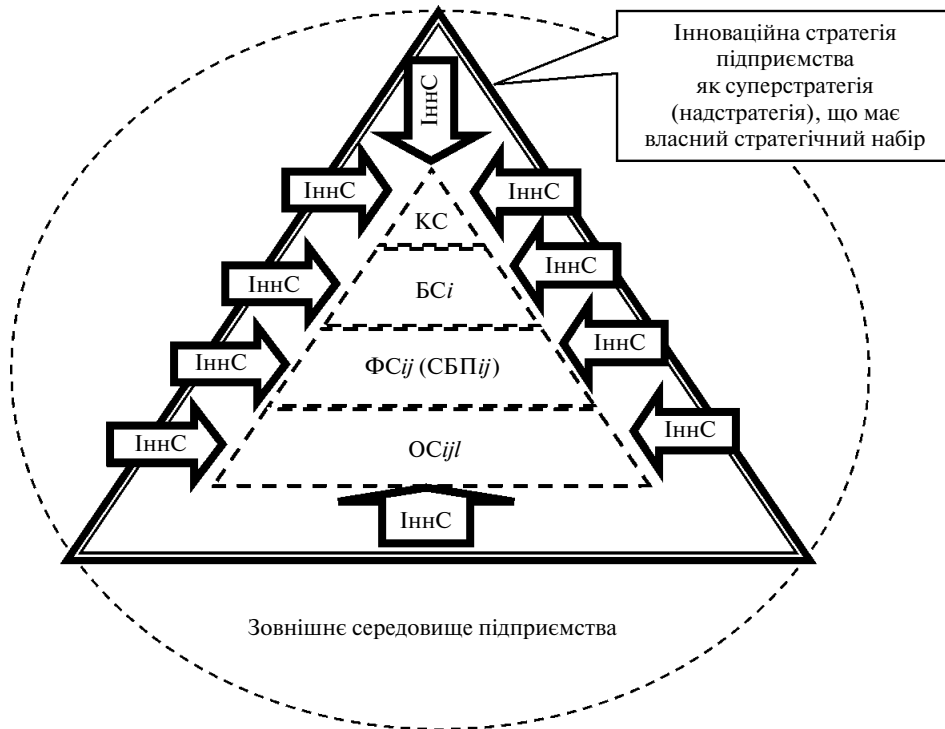 Інноваційна стратегія
підприємства
як суперстратегія
(надстратегія), що має
власний стратегічний набір
ІннС
ІннС
ІннС
КС
ІннС
ІннС
БСi
ІннС
ІннС
ФСij (СБПij)
ІннС
ІннС
ОСijl
ІннС
ІннС
Зовнішнє середовище підприємства